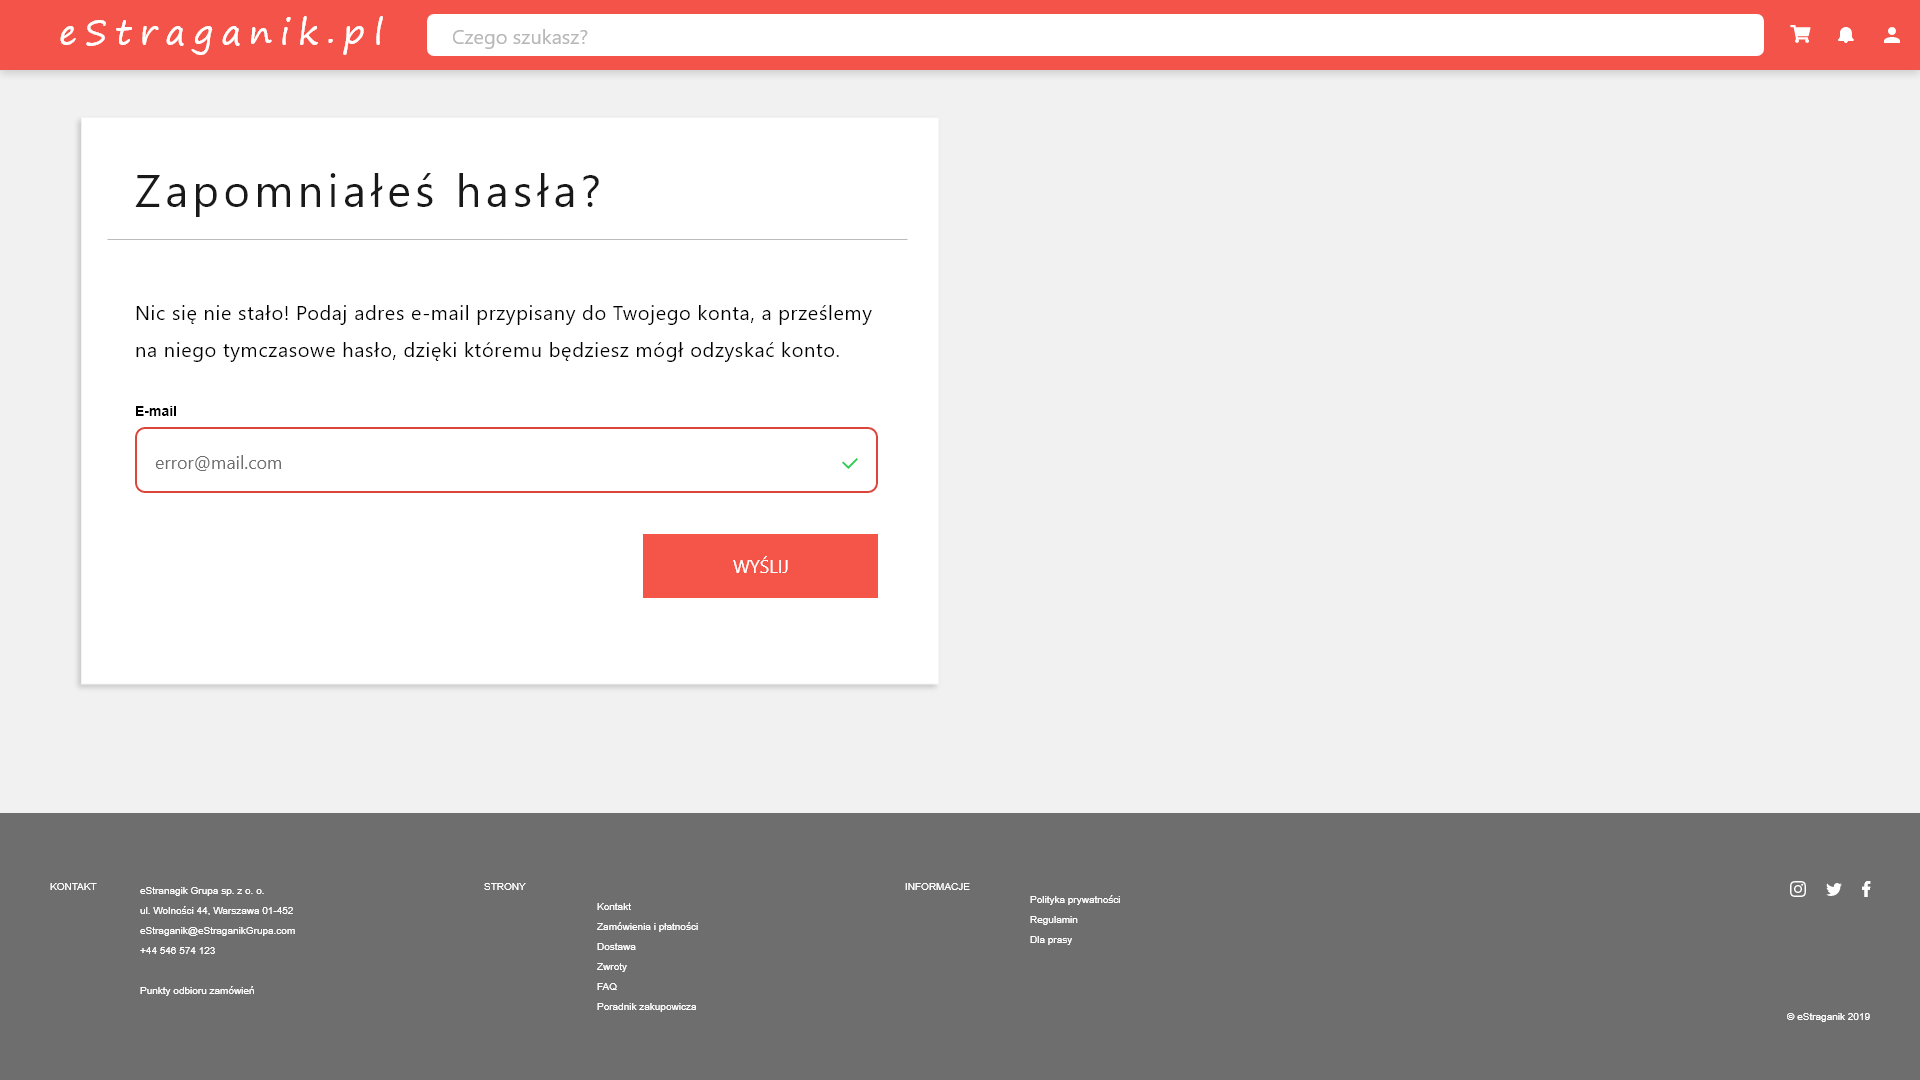 eStraganik.pl
Czego szukasz?
Zapomniałeś hasła?
Nic się nie stało! Podaj adres e-mail przypisany do Twojego konta, a prześlemy
na niego tymczasowe hasło, dzięki któremu będziesz mógł odzyskać konto.
E-mail
error@mail.com
WYŚLIJ
KONTAKT
eStranagik Grupa sp. z o. o.
ul. Wolności 44, Warszawa 01-452
eStraganik@eStraganikGrupa.com
+44 546 574 123
Punkty odbioru zamówień
STRONY
Kontakt
Zamówienia i płatności
Dostawa
Zwroty
FAQ
Poradnik zakupowicza
INFORMACJE
Polityka prywatności
Regulamin
Dla prasy
© eStraganik 2019